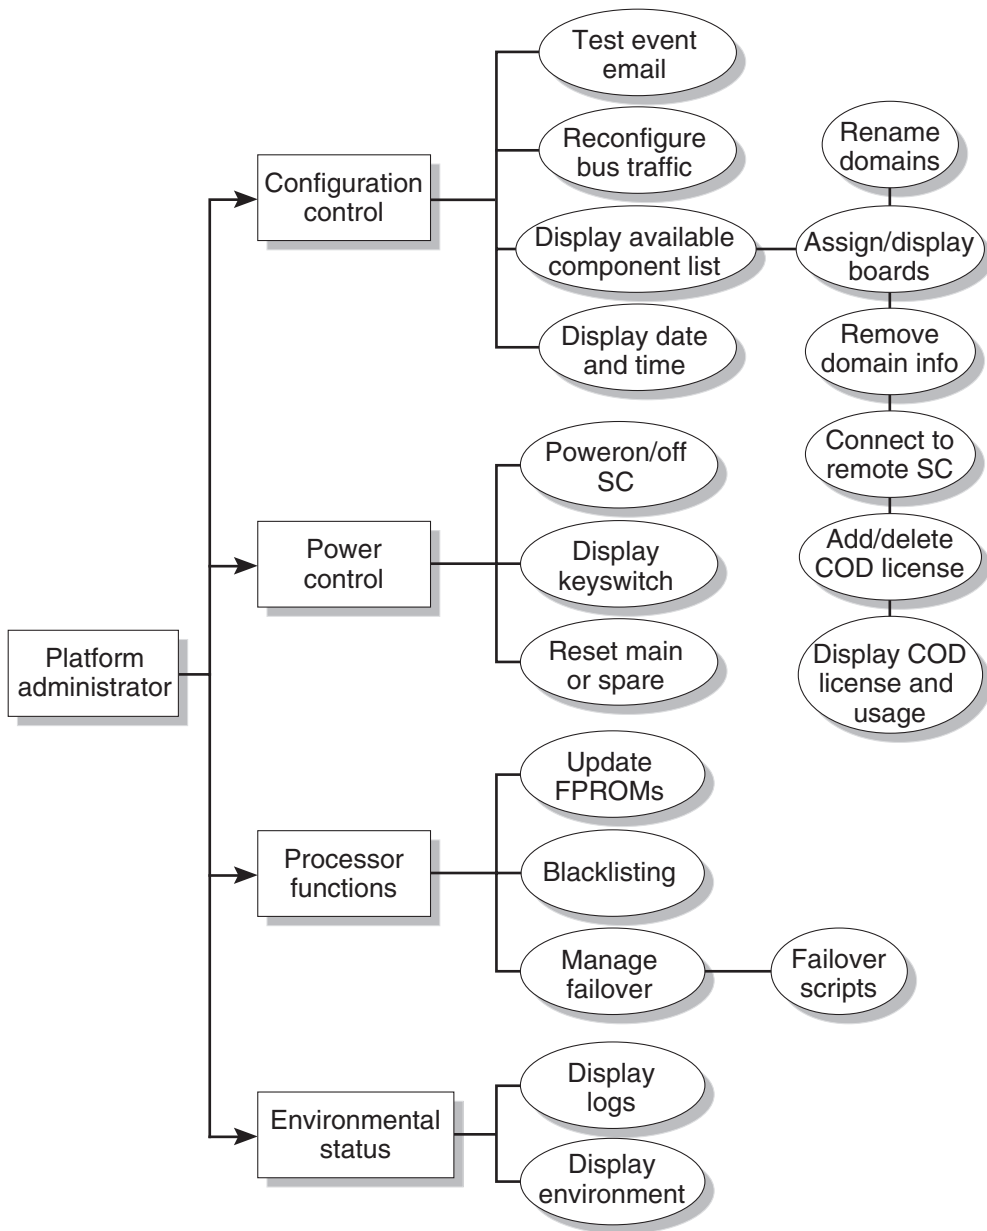 Test event
email
Reconfigure
bus traffic
Rename
domains
Configuration
control
Display available
component list
Assign/display
boards
Display date
and time
Remove
domain info
Connect to
remote SC
Poweron/off
SC
Power
control
Display
keyswitch
Add/delete
COD license
Reset main
or spare
Display COD
license and
usage
Platform
administrator
Update
FPROMs
Processor
functions
Blacklisting
Manage
failover
Failover
scripts
Environmental
status
Display
logs
Display
environment